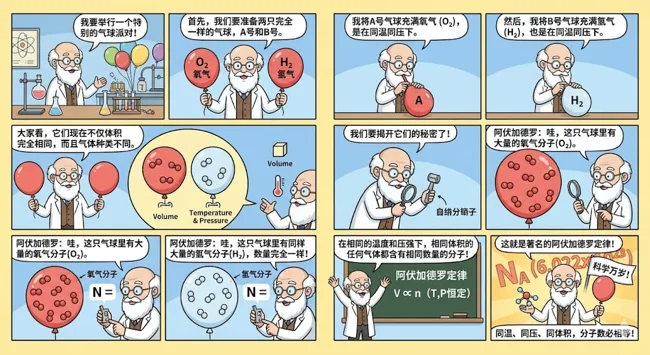 我要举行一个特
别的气球派对！
首先，我们要准备两只完全
一样的气球，A号和B号。
O₂
氧气
H₂
氢气
我将A号气球充满氧气 (O₂)，
是在同温同压下。
A
然后，我将B号气球充满氢气
(H₂)，也是在同温同压下。
H₂
大家看，它们现在不仅体积
完全相同，而且气体种类不同。
Volume
Volume
Temperature
& Pressure
我们要揭开它们的秘密了！
阿伏加德罗：哇，这只气球里有
大量的氧气分子(O₂)。
阿伏加德罗：哇，这只气球里有大
量的氧气分子(O₂)。
氧气分子
N =
阿伏加德罗：哇，这只气球里有同样
大量的氢气分子(H₂)，数量完全一样！
氢气分子
N =
在相同的温度和压强下，相同体积的
任何气体都含有相同数量的分子！
阿伏加德罗定律
V ∝ n（T,P恒定）
这就是著名的阿伏加德罗定律！
科学万岁！
同温、同压、同体积，分子数必相等！